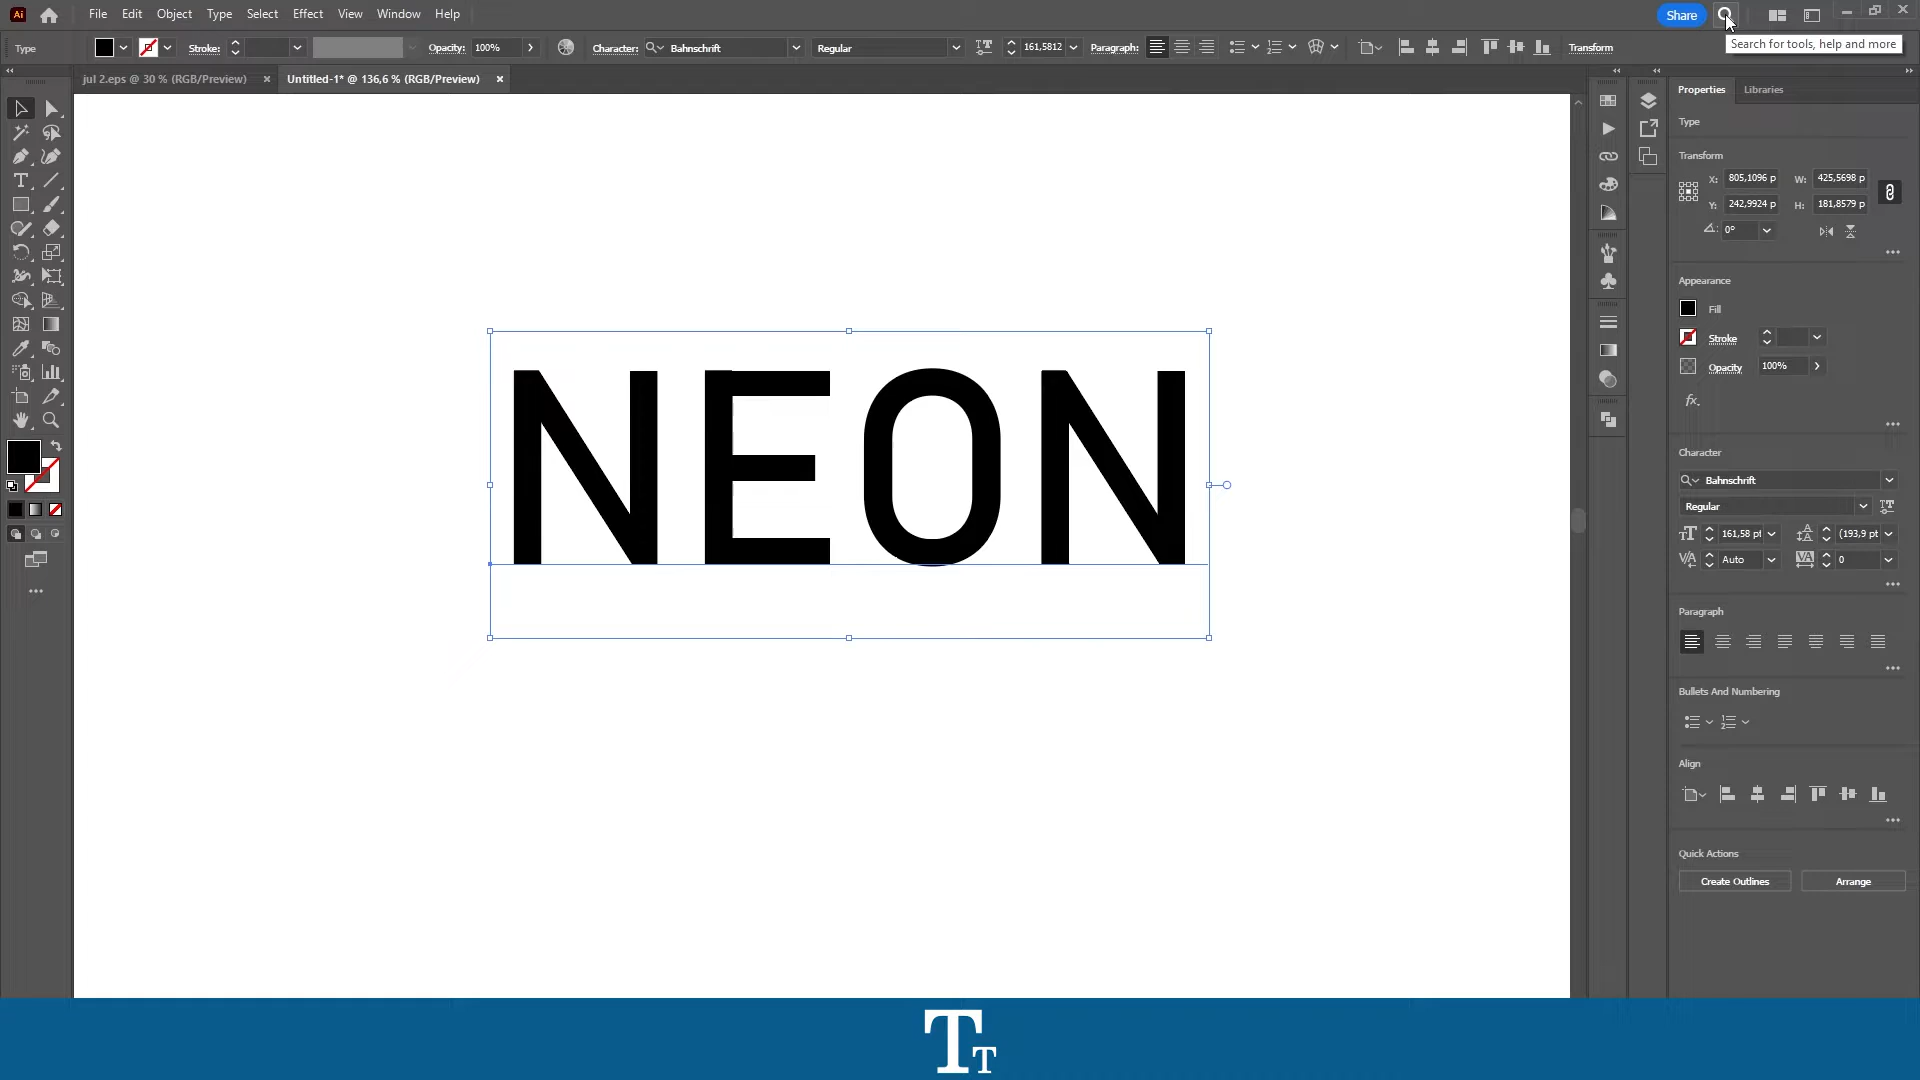 Ai File Edit Object Type Select Effect View Window Help Share
Type Stroke: Opacity: 100% Character: Bahnschrift Regular 161,5812 Paragraph: Transform
Search for tools, help and more
jul 2.eps @ 30 % (RGB/Preview) × Untitled-1* @ 136,6 % (RGB/Preview) ×
Properties Libraries
Type
Transform
X: 805,1096 p W: 425,5698 p
Y: 242,9924 p H: 181,8579 p
0°
Appearance
Fill
Stroke
Opacity 100%
fx.
Character
Bahnschrift
Regular
161,58 pt (193,9 pt
Auto 0
Paragraph
Bullets And Numbering
Align
Quick Actions
Create Outlines Arrange
NEON
TT